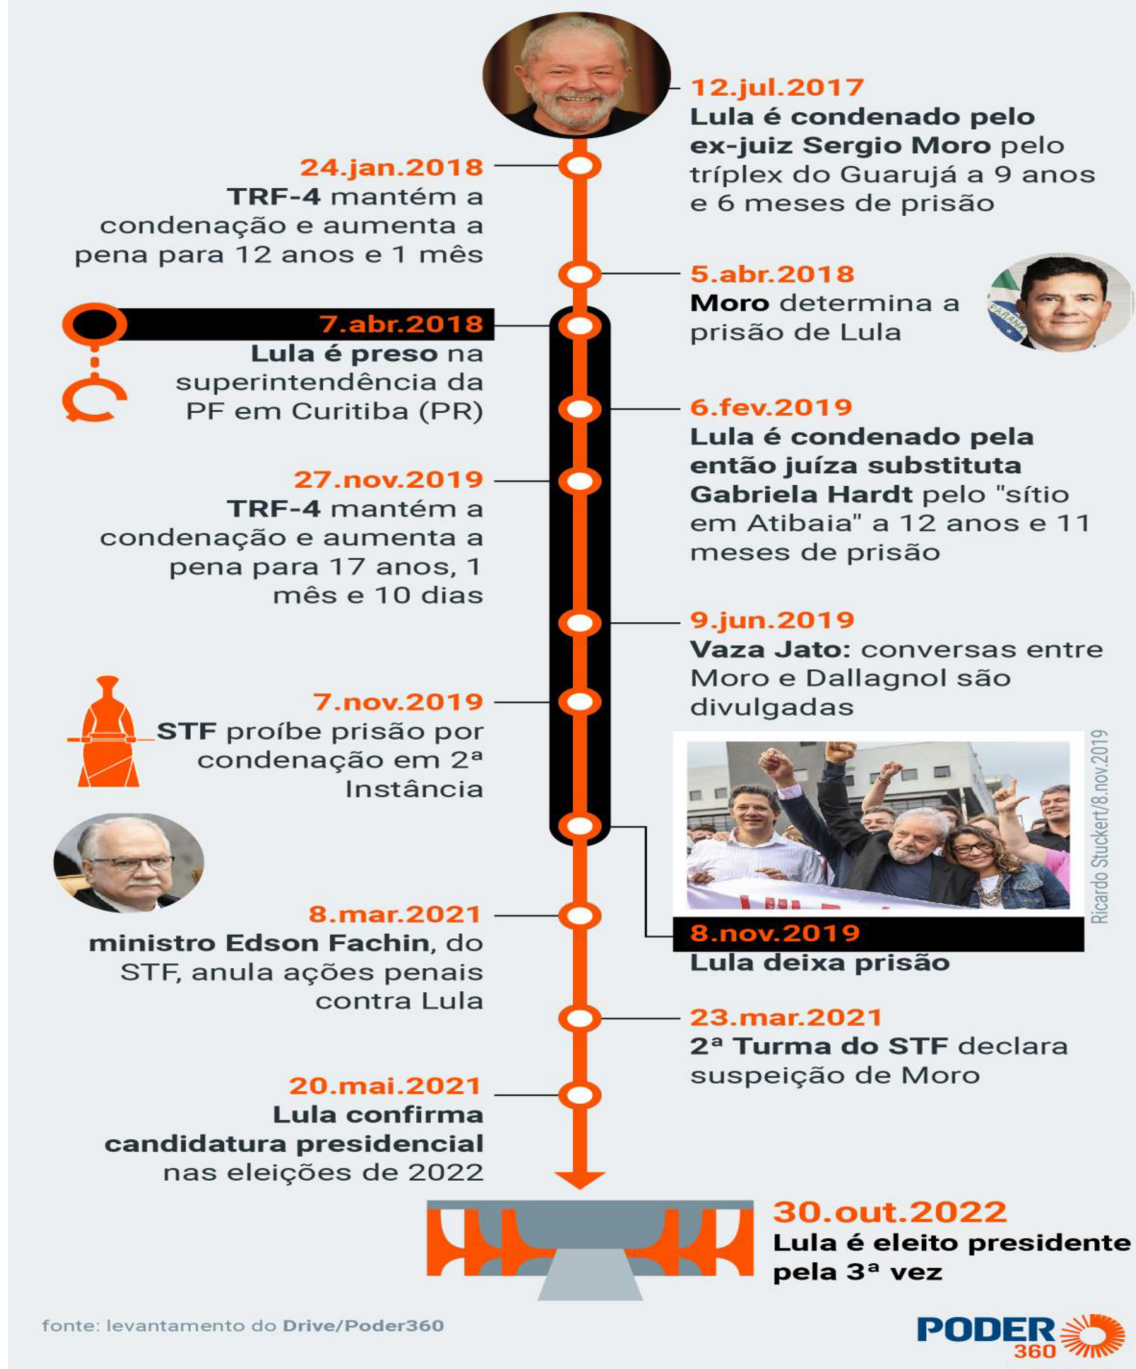 12.jul.2017
Lula é condenado pelo
ex-juiz Sergio Moro pelo
tríplex do Guarujá a 9 anos
e 6 meses de prisão
24.jan.2018
TRF-4 mantém a
condenação e aumenta a
pena para 12 anos e 1 mês
5.abr.2018
Moro determina a
prisão de Lula
7.abr.2018
Lula é preso na
superintendência da
PF em Curitiba (PR)
6.fev.2019
Lula é condenado pela
então juíza substituta
Gabriela Hardt pelo "sítio
em Atibaia" a 12 anos e 11
meses de prisão
27.nov.2019
TRF-4 mantém a
condenação e aumenta a
pena para 17 anos, 1
mês e 10 dias
9.jun.2019
Vaza Jato: conversas entre
Moro e Dallagnol são
divulgadas
7.nov.2019
STF proíbe prisão por
condenação em 2ª
Instância
Ricardo Stuckert/8.nov.2019
8.nov.2019
Lula deixa prisão
8.mar.2021
ministro Edson Fachin, do
STF, anula ações penais
contra Lula
23.mar.2021
2ª Turma do STF declara
suspeição de Moro
20.mai.2021
Lula confirma
candidatura presidencial
nas eleições de 2022
30.out.2022
Lula é eleito presidente
pela 3ª vez
fonte: levantamento do Drive/Poder360
PODER
360